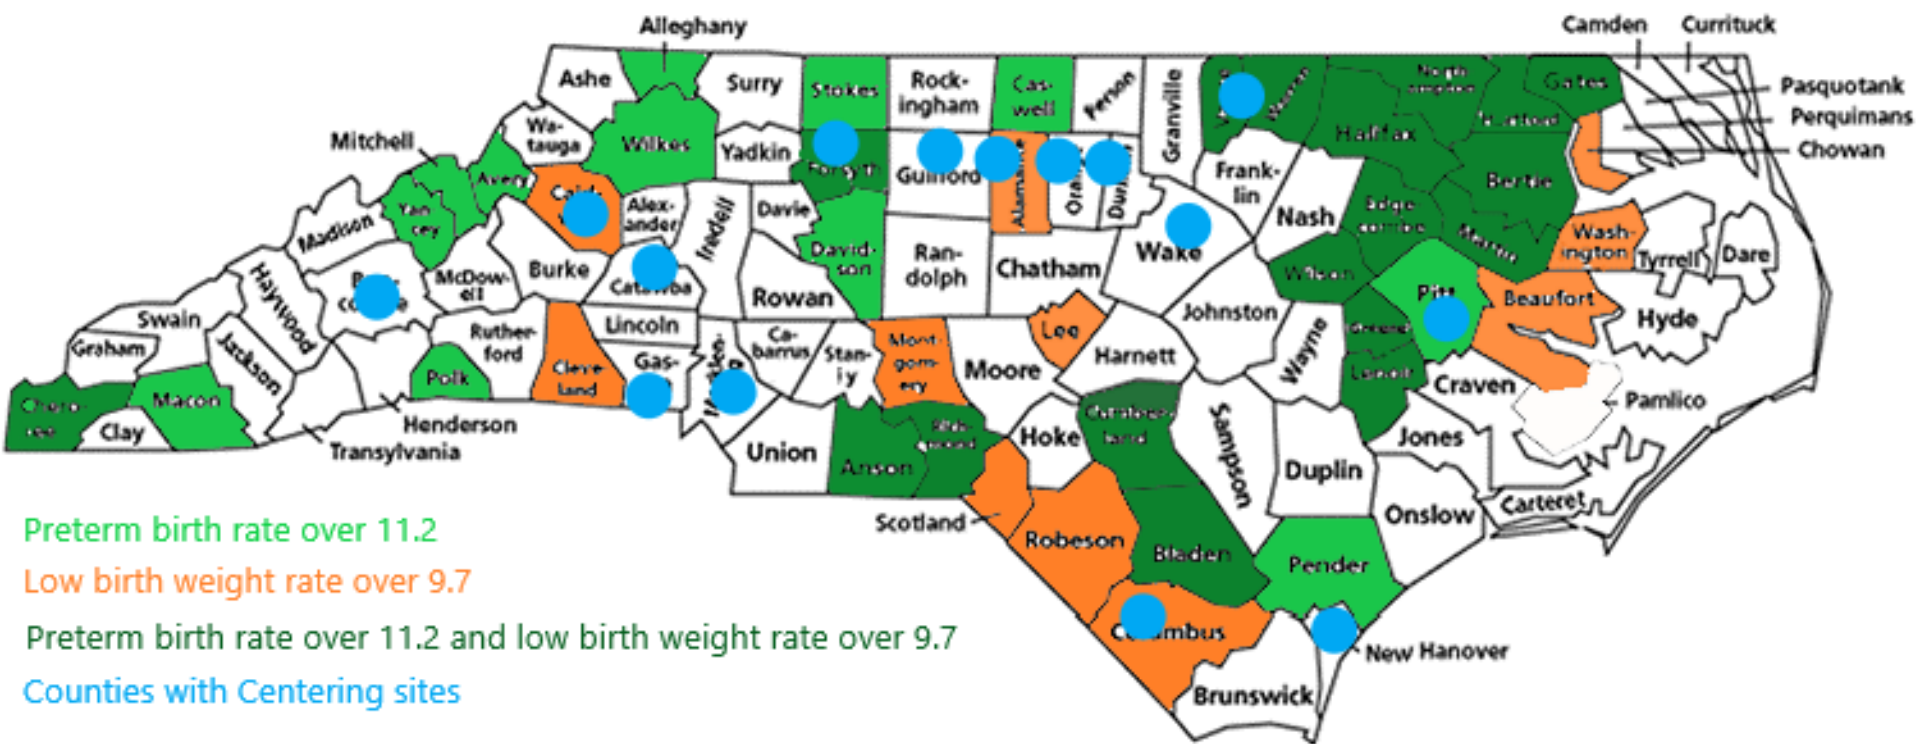 Alleghany
Camden
Currituck
Ashe
Surry
Stokes
Rock-
ingham
Cas-
well
Person
Granville
Gates
Pasquotank
Perquimans
Chowan
Mitchell
Wa-
tauga
Wilkes
Yadkin
Forsyth
Guilford
Alamance
Halifax
Bertie
Avery
Yan
cey
Madison
Alex-
ander
Iredell
Davie
David-
son
Ran-
dolph
Chatham
Wake
Frank-
lin
Nash
Edge
combe
Martin
Wash-
ington
Tyrrell
Dare
Haywood
McDow-
ell
Burke
Catawba
Rowan
Johnston
Wilson
Pitt
Beaufort
Hyde
Swain
Graham
Jackson
Ruther-
ford
Lincoln
Gas-
Ca-
barrus
Stan-
ly
Mont-
gom-
ery
Moore
Lee
Harnett
Wayne
Lenoir
Craven
Pamlico
Polk
Cleve-
land
Macon
Clay
Henderson
Transylvania
Union
Anson
Hoke
Sampson
Duplin
Jones
Onslow
Carteret
Scotland
Robeson
Bladen
Pender
Columbus
New Hanover
Brunswick
Preterm birth rate over 11.2
Low birth weight rate over 9.7
Preterm birth rate over 11.2 and low birth weight rate over 9.7
Counties with Centering sites